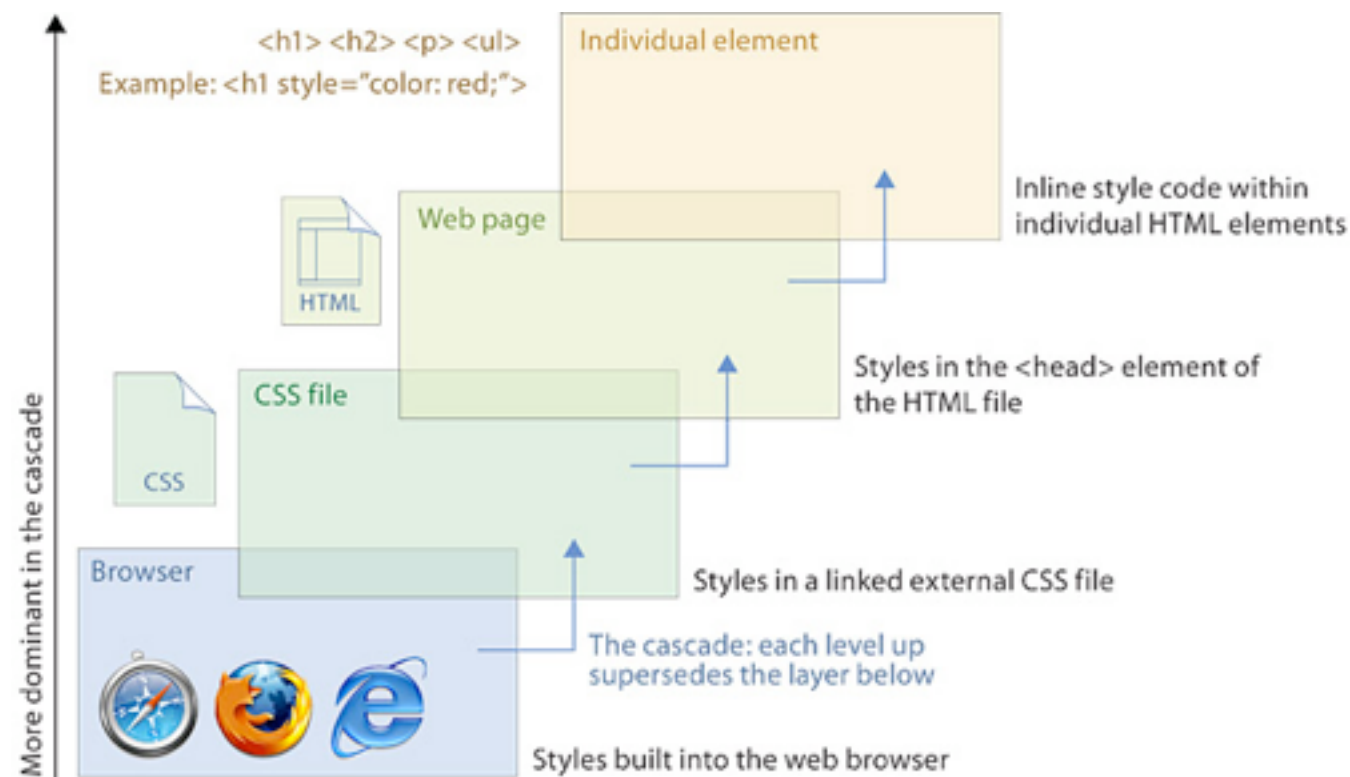 <h1> <h2> <p> <ul>
Example: <h1 style="color: red;”>
Individual element
Inline style code within
individual HTML elements
Web page
HTML
Styles in the <head> element of
the HTML file
CSS file
CSS
Styles in a linked external CSS file
Browser
The cascade: each level up
supersedes the layer below
Styles built into the web browser
More dominant in the cascade